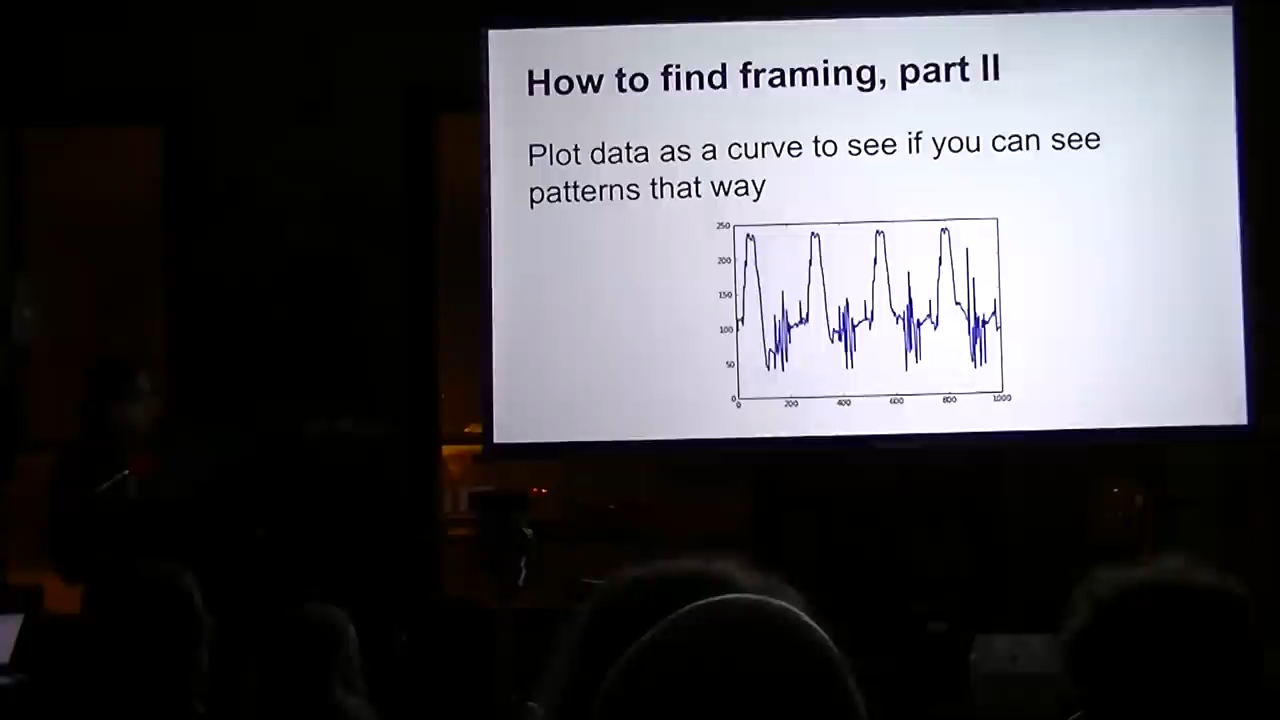 How to find framing, part II
Plot data as a curve to see if you can see
patterns that way
250
200
150
100
50
0
0 200 400 600 800 1000